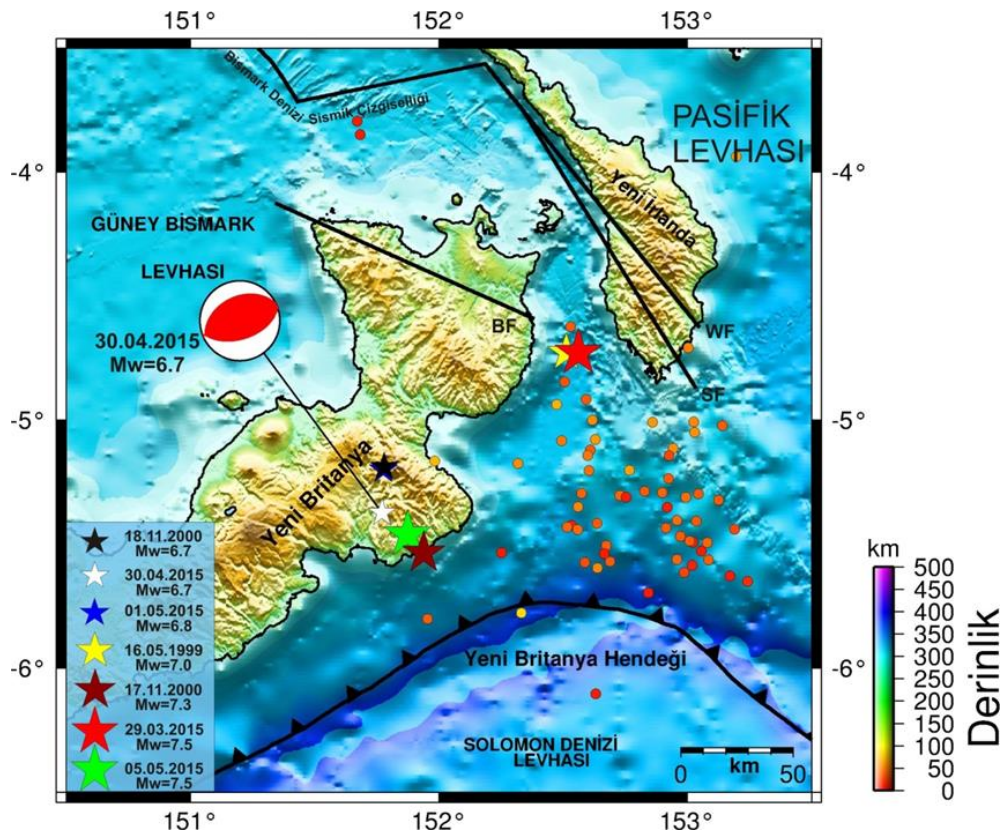 151° 152° 153°
-4°
-5°
-6°
Bismark Denizi Sismik Çizgiselliği
PASİFİK
LEVHASI
Yeni İrlanda
GÜNEY BİSMARK
LEVHASI
30.04.2015
Mw=6.7
BF
WF
SF
Yeni Britanya
18.11.2000
Mw=6.7
30.04.2015
Mw=6.7
01.05.2015
Mw=6.8
16.05.1999
Mw=7.0
17.11.2000
Mw=7.3
29.03.2015
Mw=7.5
05.05.2015
Mw=7.5
Yeni Britanya Hendeği
SOLOMON DENİZİ
LEVHASI
0 km 50
151° 152° 153°
-4°
-5°
-6°
km
500
450
400
350
300
250
200
150
100
50
0
Derinlik